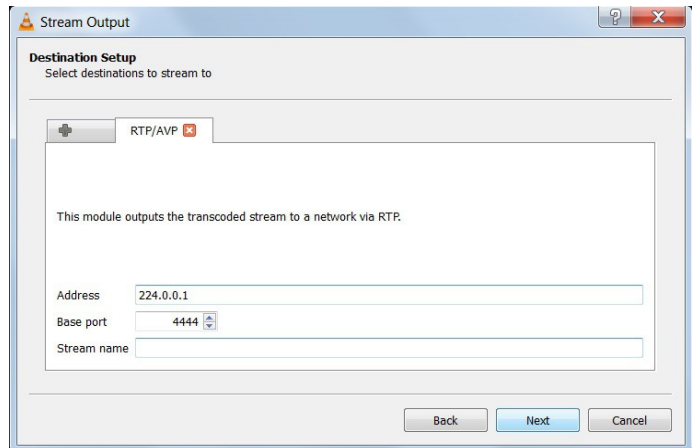 Stream Output
Destination Setup
Select destinations to stream to
RTP/AVP
This module outputs the transcoded stream to a network via RTP.
Address 224.0.0.1
Base port 4444
Stream name
Back Next Cancel